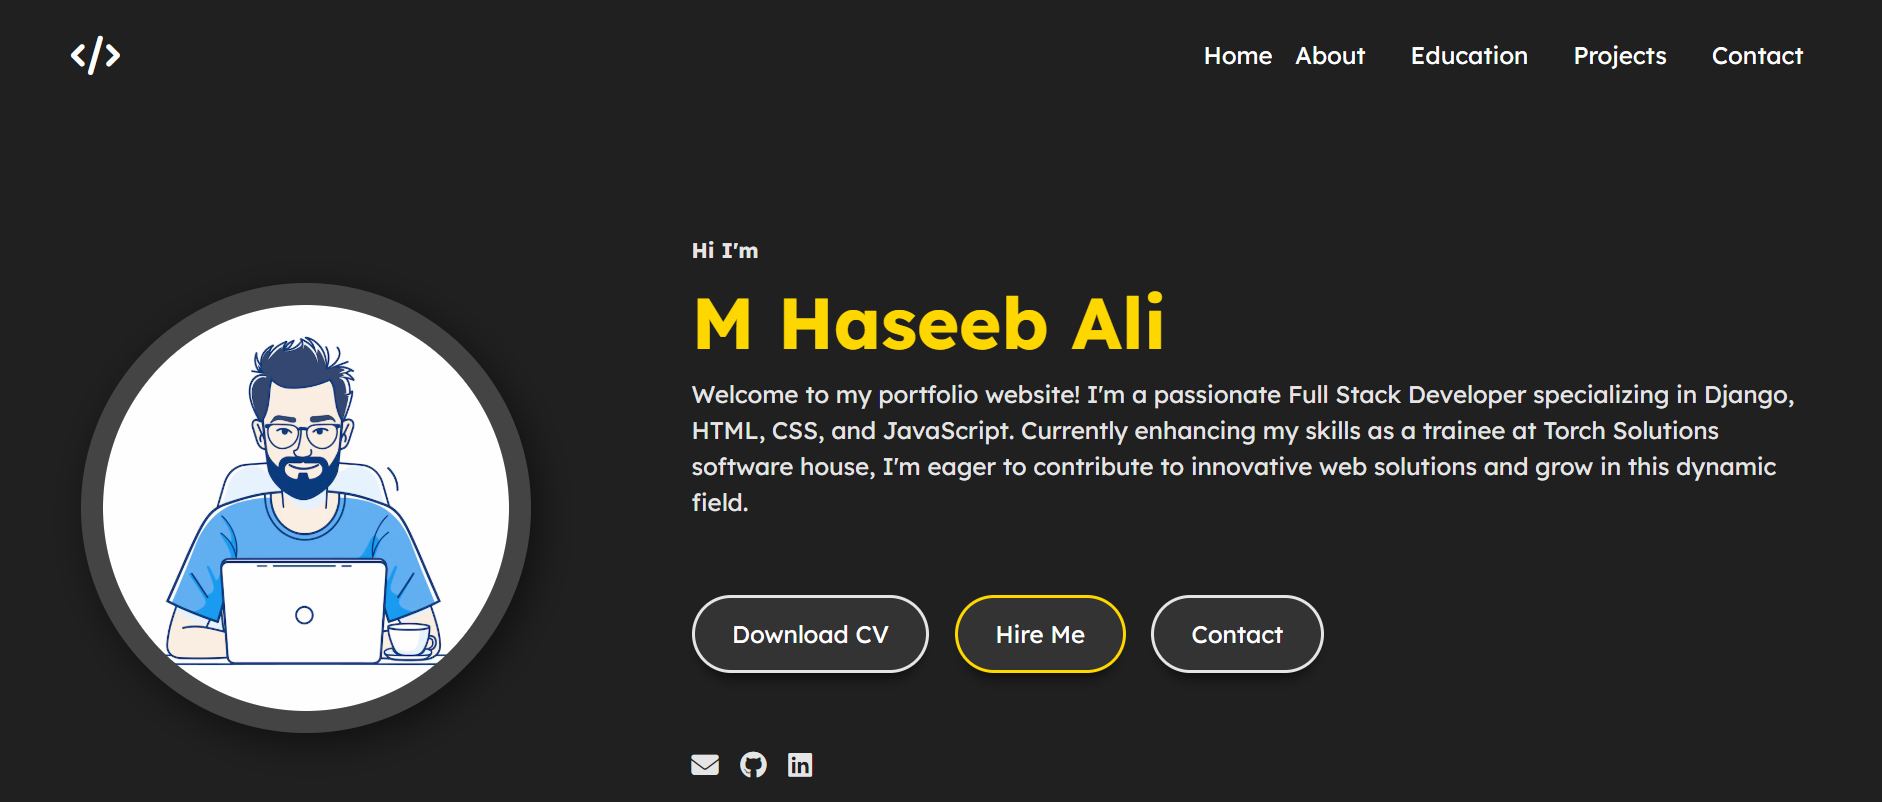 </>
Home About Education Projects Contact
Hi I'm
M Haseeb Ali
Welcome to my portfolio website! I'm a passionate Full Stack Developer specializing in Django,
HTML, CSS, and JavaScript. Currently enhancing my skills as a trainee at Torch Solutions
software house, I'm eager to contribute to innovative web solutions and grow in this dynamic
field.
Download CV Hire Me Contact
in